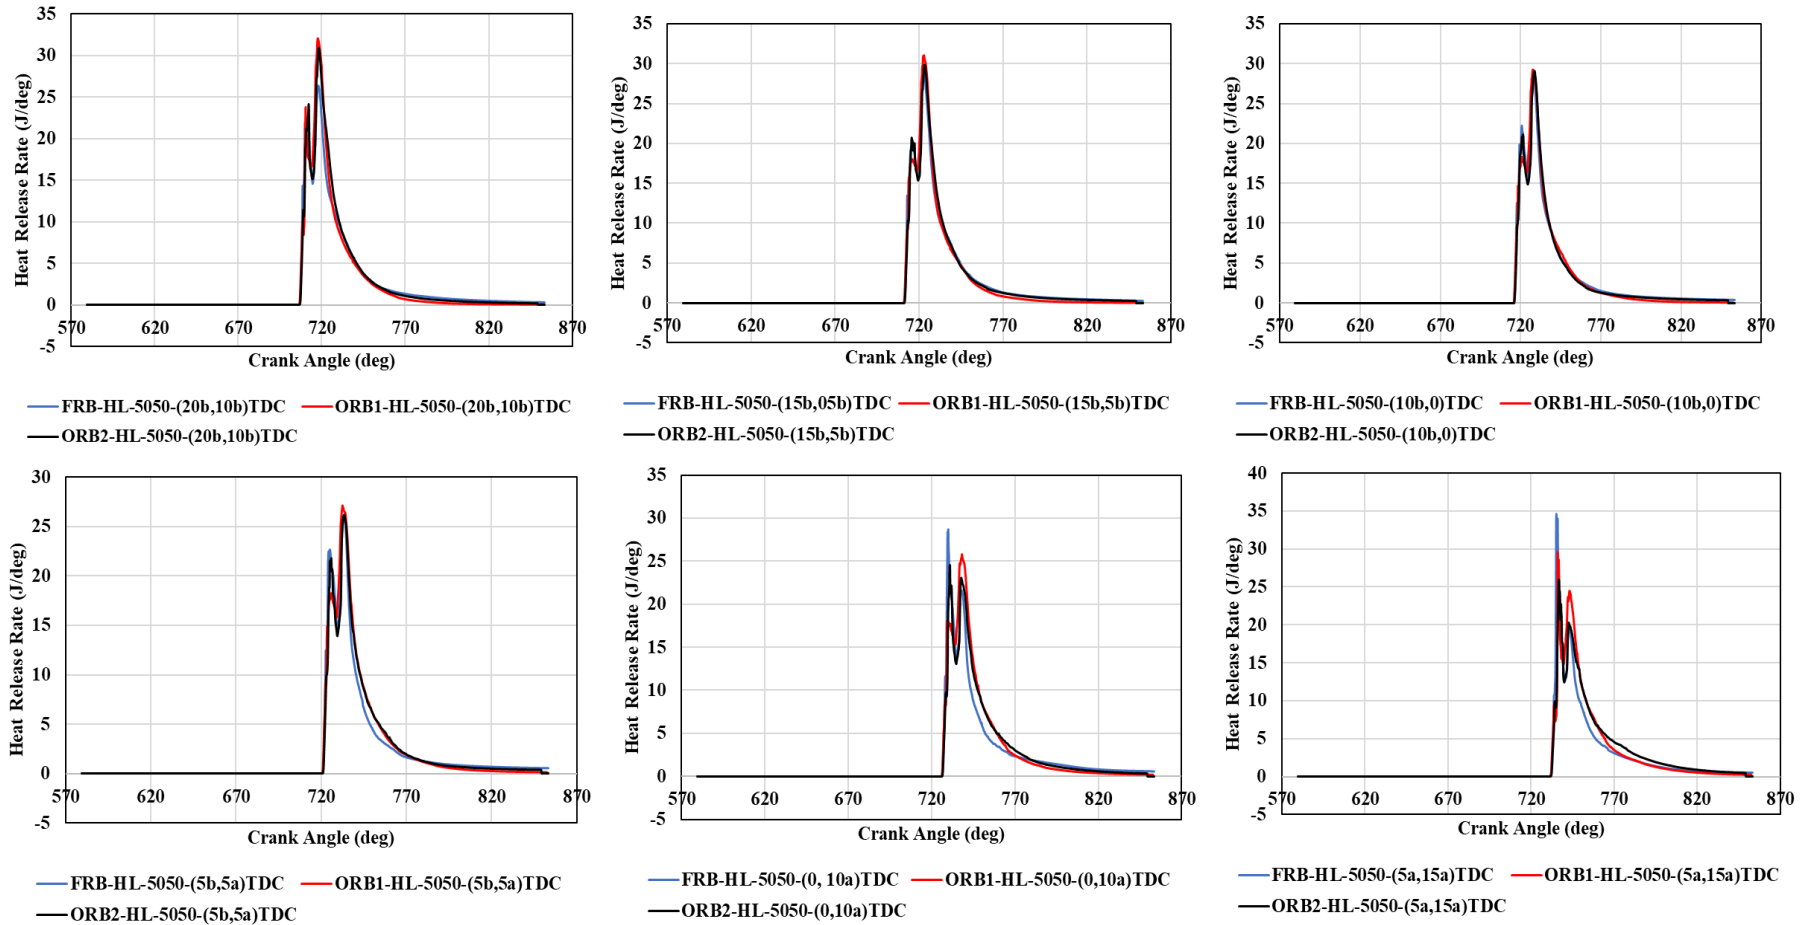 35
30
25
20
15
10
5
0
-5
570 620 670 720 770 820 870
Heat Release Rate (J/deg)
Crank Angle (deg)
FRB-HL-5050-(20b,10b)TDC ORB1-HL-5050-(20b,10b)TDC
ORB2-HL-5050-(20b,10b)TDC
35
30
25
20
15
10
5
0
-5
570 620 670 720 770 820 870
Heat Release Rate (J/deg)
Crank Angle (deg)
FRB-HL-5050-(15b,05b)TDC ORB1-HL-5050-(15b,5b)TDC
ORB2-HL-5050-(15b,5b)TDC
35
30
25
20
15
10
5
0
-5
570 620 670 720 770 820 870
Heat Release Rate (J/deg)
Crank Angle (deg)
FRB-HL-5050-(10b,0)TDC ORB1-HL-5050-(10b,0)TDC
ORB2-HL-5050-(10b,0)TDC
30
25
20
15
10
5
0
-5
570 620 670 720 770 820 870
Heat Release Rate (J/deg)
Crank Angle (deg)
FRB-HL-5050-(5b,5a)TDC ORB1-HL-5050-(5b,5a)TDC
ORB2-HL-5050-(5b,5a)TDC
35
30
25
20
15
10
5
0
-5
570 620 670 720 770 820 870
Heat Release Rate (J/deg)
Crank Angle (deg)
FRB-HL-5050-(0, 10a)TDC ORB1-HL-5050-(0,10a)TDC
ORB2-HL-5050-(0,10a)TDC
40
35
30
25
20
15
10
5
0
-5
570 620 670 720 770 820 870
Heat Release Rate (J/deg)
Crank Angle (deg)
FRB-HL-5050-(5a,15a)TDC ORB1-HL-5050-(5a,15a)TDC
ORB2-HL-5050-(5a,15a)TDC